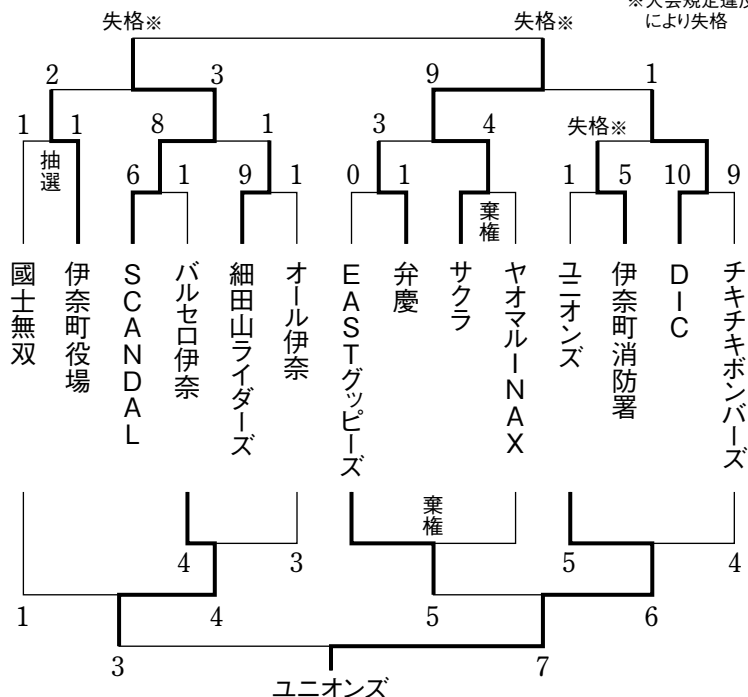 ※大会規定違反
により失格
失格※ 失格※
2 3 9 1
1 1 8 1 3 4 失格※
抽選
6 1 9 1 0 1 1 5 10 9
棄権
國士無双
伊奈町役場
SCANDAL
バルセロ伊奈
細田山ライダーズ
オール伊奈
EASTグッピーズ
弁慶
サクラ
ヤオマルINAX
ユニオンズ
伊奈町消防署
DIC
チキチキボンバーズ
棄権
4 3 5 4
1 4 5 6
3 7
ユニオンズ